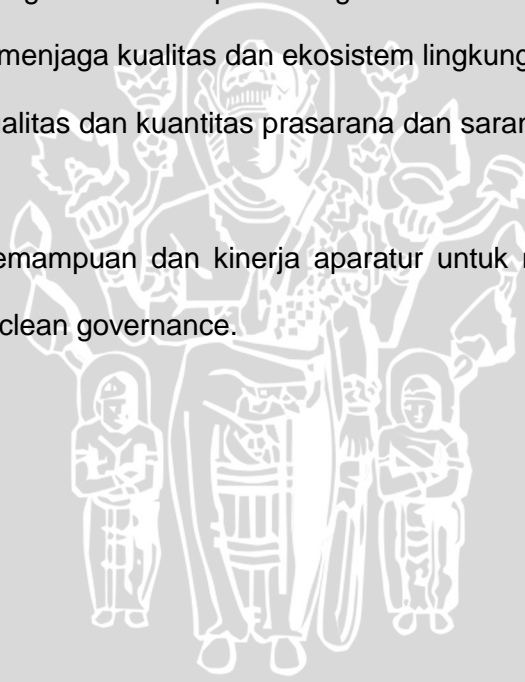 menjaga kualitas dan ekosistem lingkung
alitas dan kuantitas prasarana dan saran
emampuan dan kinerja aparatur untuk
clean governance.